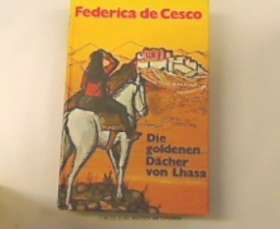 Federica de Cesco
Die
goldenen
Dächer
von Lhasa